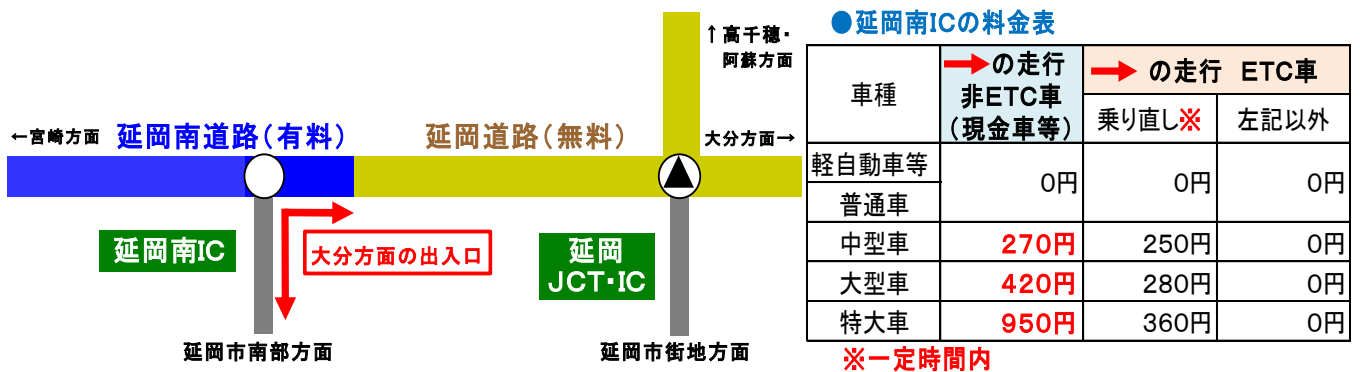 ↑高千穂・
阿蘇方面
←宮崎方面
延岡南道路(有料)
延岡道路(無料)
大分方面→
延岡南IC
大分方面の出入口
延岡
JCT・IC
延岡市南部方面
延岡市街地方面
●延岡南ICの料金表
車種
→の走行
非ETC車
(現金車等)
→ の走行 ETC車
乗り直し※
左記以外
軽自動車等
普通車
0円 0円 0円
中型車 270円 250円 0円
大型車 420円 280円 0円
特大車 950円 360円 0円
※一定時間内